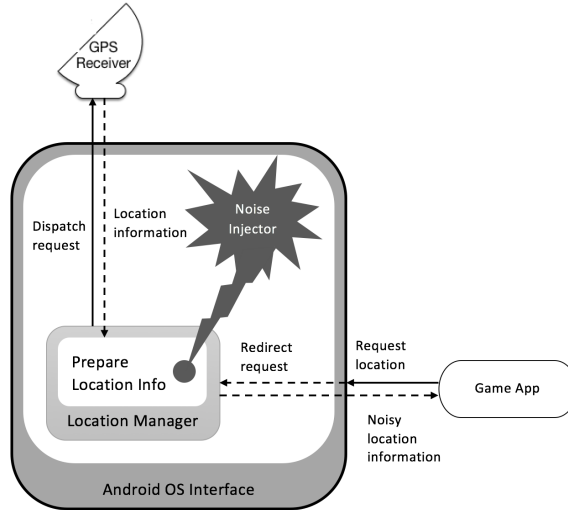 GPS
Receiver
Dispatch
request
Location
information
Noise
Injector
Prepare
Location Info
Location Manager
Redirect
request
Request
location
Game App
Noisy
location
information
Android OS Interface